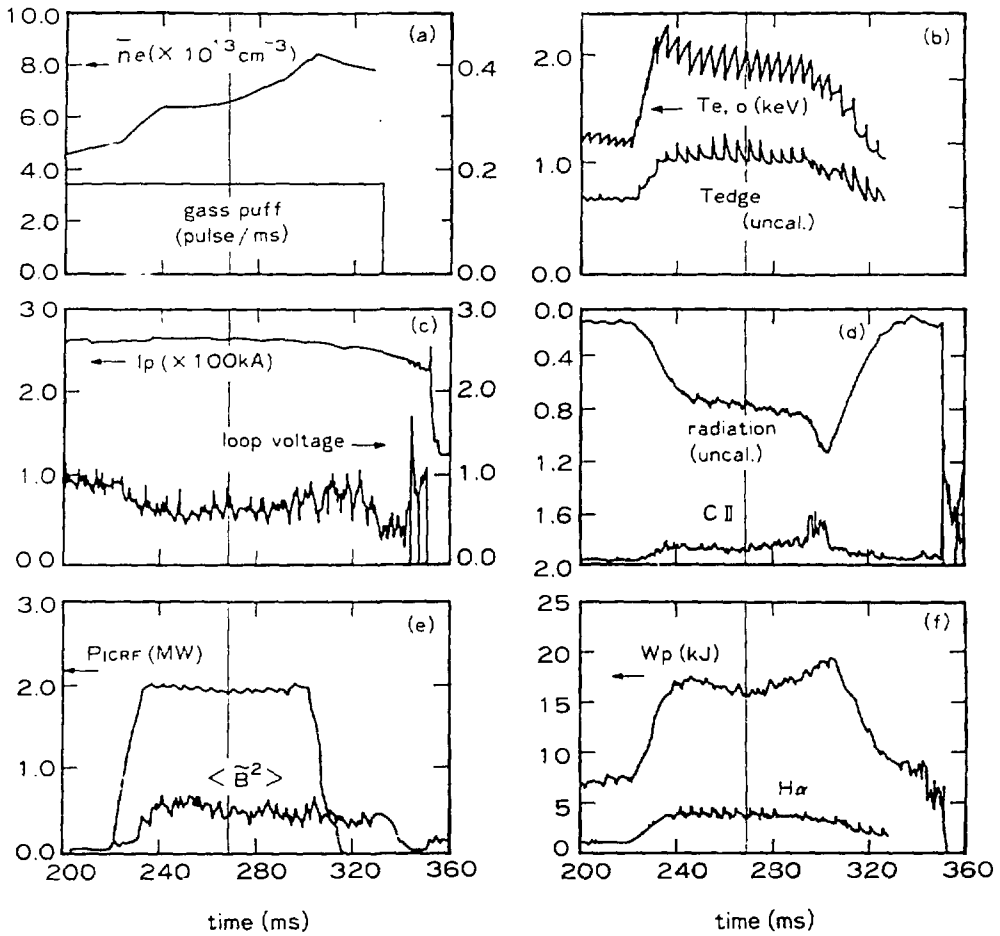 10.0
8.0
6.0
4.0
2.0
0.0
n̄e(× 10¹³cm⁻³)
(a)
0.4
0.2
0.0
gass puff
(pulse/ms)
2.0
1.0
0.0
(b)
Te, o (keV)
Tedge
(uncal.)
3.0
2.0
1.0
0.0
(c)
Ip (× 100kA)
loop voltage
3.0
2.0
1.0
0.0
0.0
0.4
0.8
1.2
1.6
2.0
(d)
radiation
(uncal.)
C II
3.0
2.0
1.0
0.0
(e)
PICRF (MW)
< B̃² >
200
240
280
320
360
time (ms)
25
20
15
10
5
0
(f)
Wp (kJ)
Hα
200
240
280
320
360
time (ms)